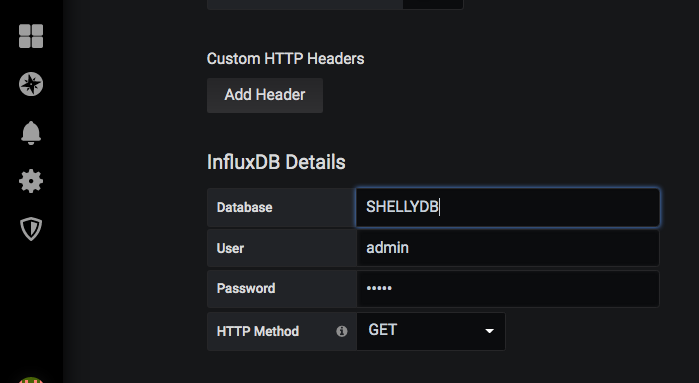 Custom HTTP Headers
Add Header
InfluxDB Details
Database SHELLYDB
User admin
Password •••••
HTTP Method GET